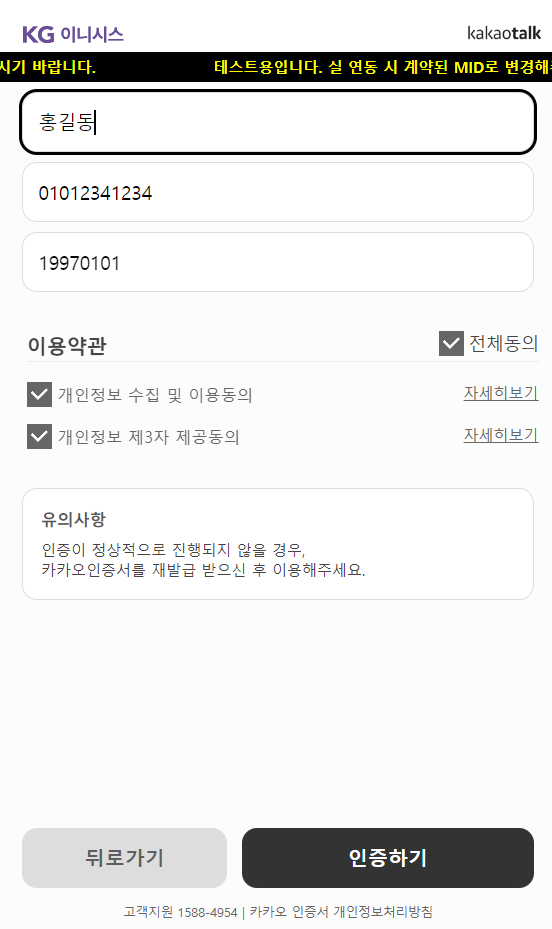 KG 이니시스
kakaotalk
시기 바랍니다. 테스트용입니다. 실 연동 시 계약된 MID로 변경해
홍길동
01012341234
19970101
이용약관
전체동의
개인정보 수집 및 이용동의
자세히보기
개인정보 제3자 제공동의
자세히보기
유의사항
인증이 정상적으로 진행되지 않을 경우,
카카오인증서를 재발급 받으신 후 이용해주세요.
뒤로가기
인증하기
고객지원 1588-4954 | 카카오 인증서 개인정보처리방침